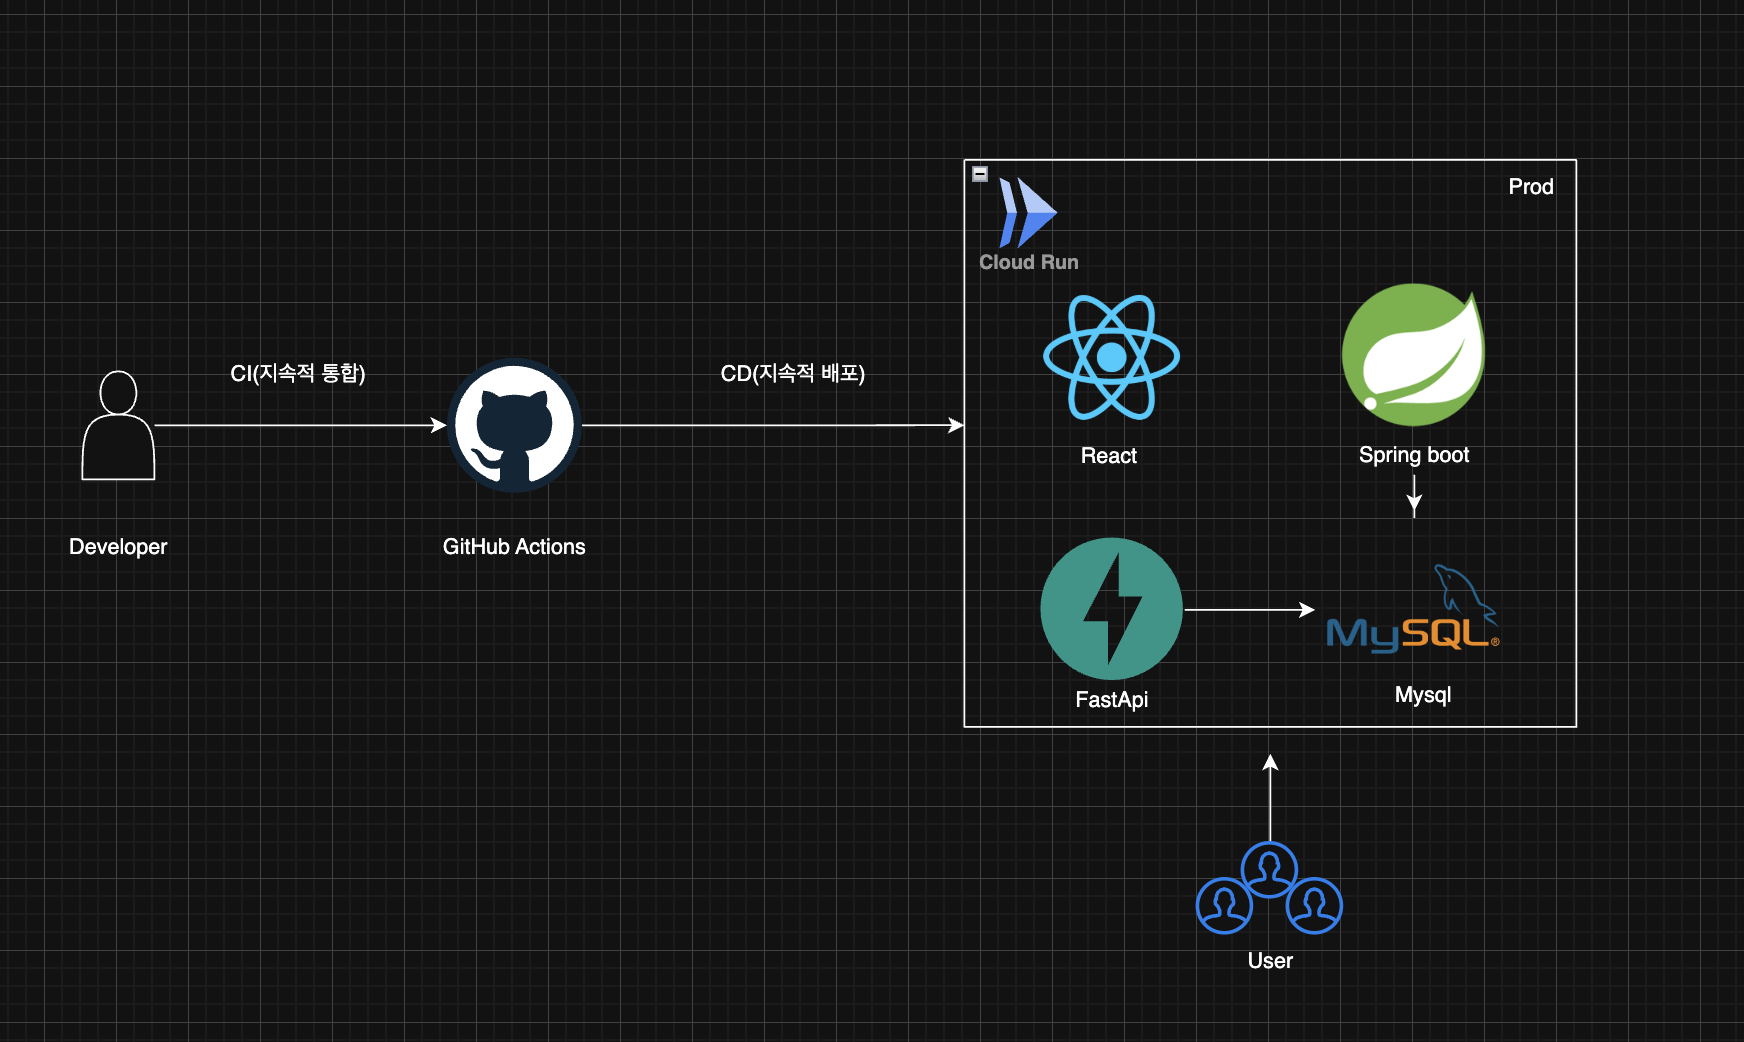 Prod
Cloud Run
CI(지속적 통합)
CD(지속적 배포)
React
Spring boot
Developer
GitHub Actions
MySQL®
FastApi
Mysql
User